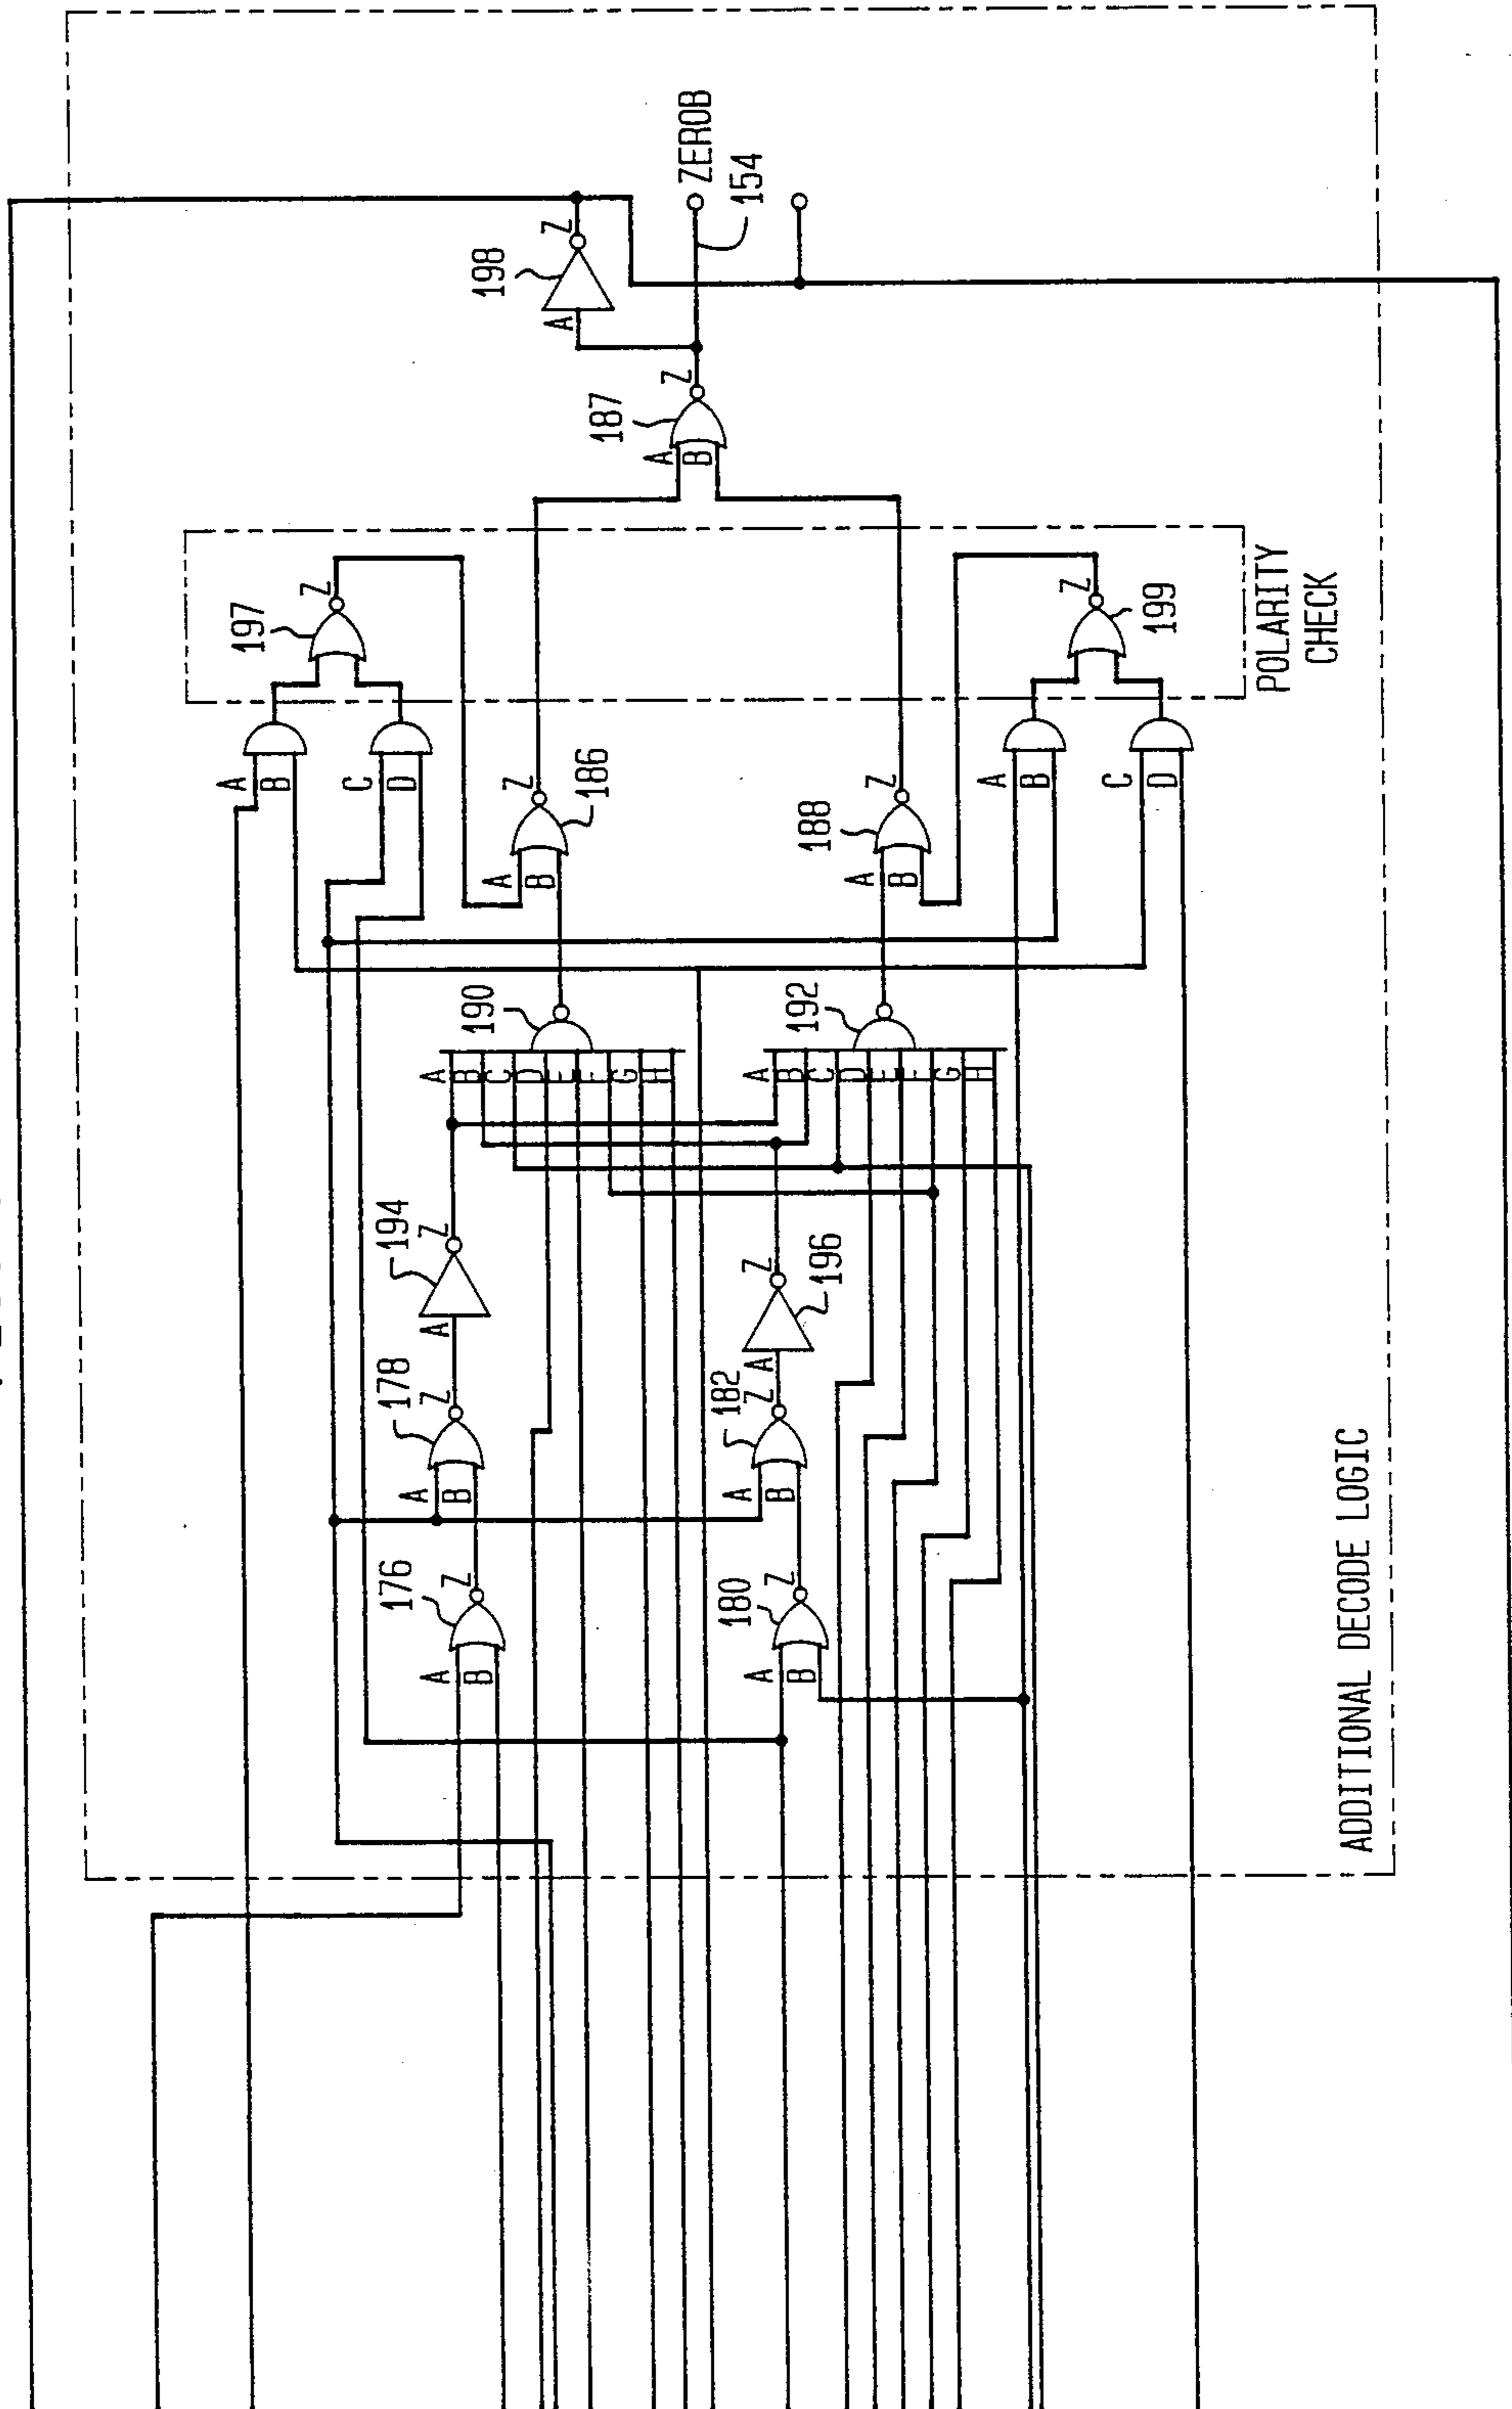 ADDITIONAL DECODE LOGIC
POLARITY
CHECK
176
A
B
Z
178
A
B
Z
194
A
Z
180
A
B
Z
182
A
B
Z
196
A
Z
190
A
B
C
D
E
F
G
H
192
A
B
C
D
E
F
G
H
186
A
B
Z
188
A
B
Z
A
B
C
D
197
Z
A
B
C
D
199
Z
187
A
B
Z
198
A
Z
ZEROB
154